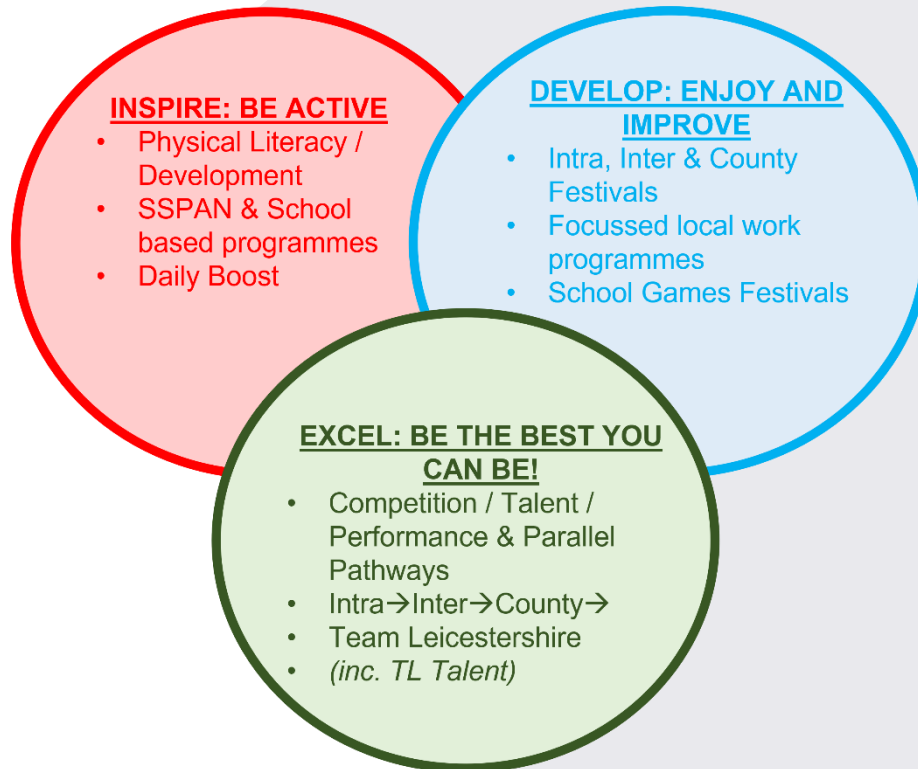 INSPIRE: BE ACTIVE
• Physical Literacy /
Development
• SSPAN & School
based programmes
• Daily Boost
DEVELOP: ENJOY AND
IMPROVE
• Intra, Inter & County
Festivals
• Focussed local work
programmes
• School Games Festivals
EXCEL: BE THE BEST YOU
CAN BE!
• Competition / Talent /
Performance & Parallel
Pathways
• Intra→Inter→County→
• Team Leicestershire
• (inc. TL Talent)